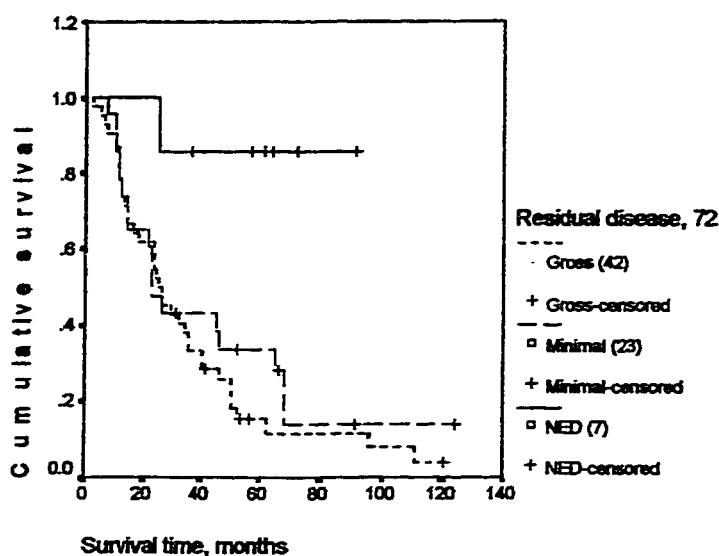 1.2
1.0
.8
.6
.4
.2
0.0
Cumulative survival
0 20 40 60 80 100 120 140
Survival time, months
Residual disease, 72
Gross (42)
Gross-censored
Minimal (23)
Minimal-censored
NED (7)
NED-censored